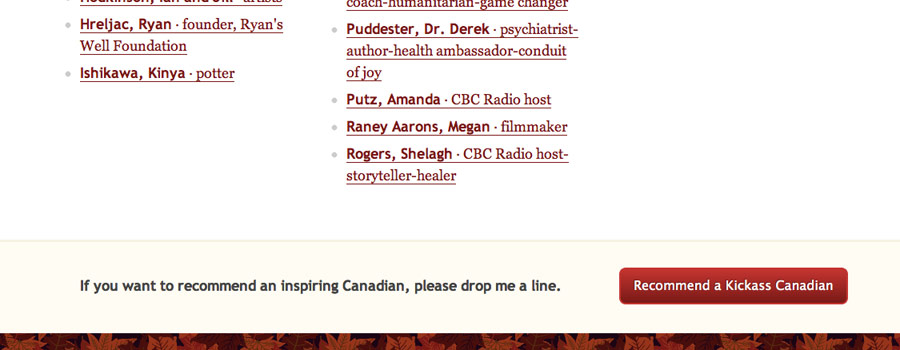 Hreljac, Ryan · founder, Ryan's
Well Foundation
Ishikawa, Kinya · potter
coach-humanitarian-game changer
Puddester, Dr. Derek · psychiatrist-
author-health ambassador-conduit
of joy
Putz, Amanda · CBC Radio host
Raney Aarons, Megan · filmmaker
Rogers, Shelagh · CBC Radio host-
storyteller-healer
If you want to recommend an inspiring Canadian, please drop me a line.
Recommend a Kickass Canadian